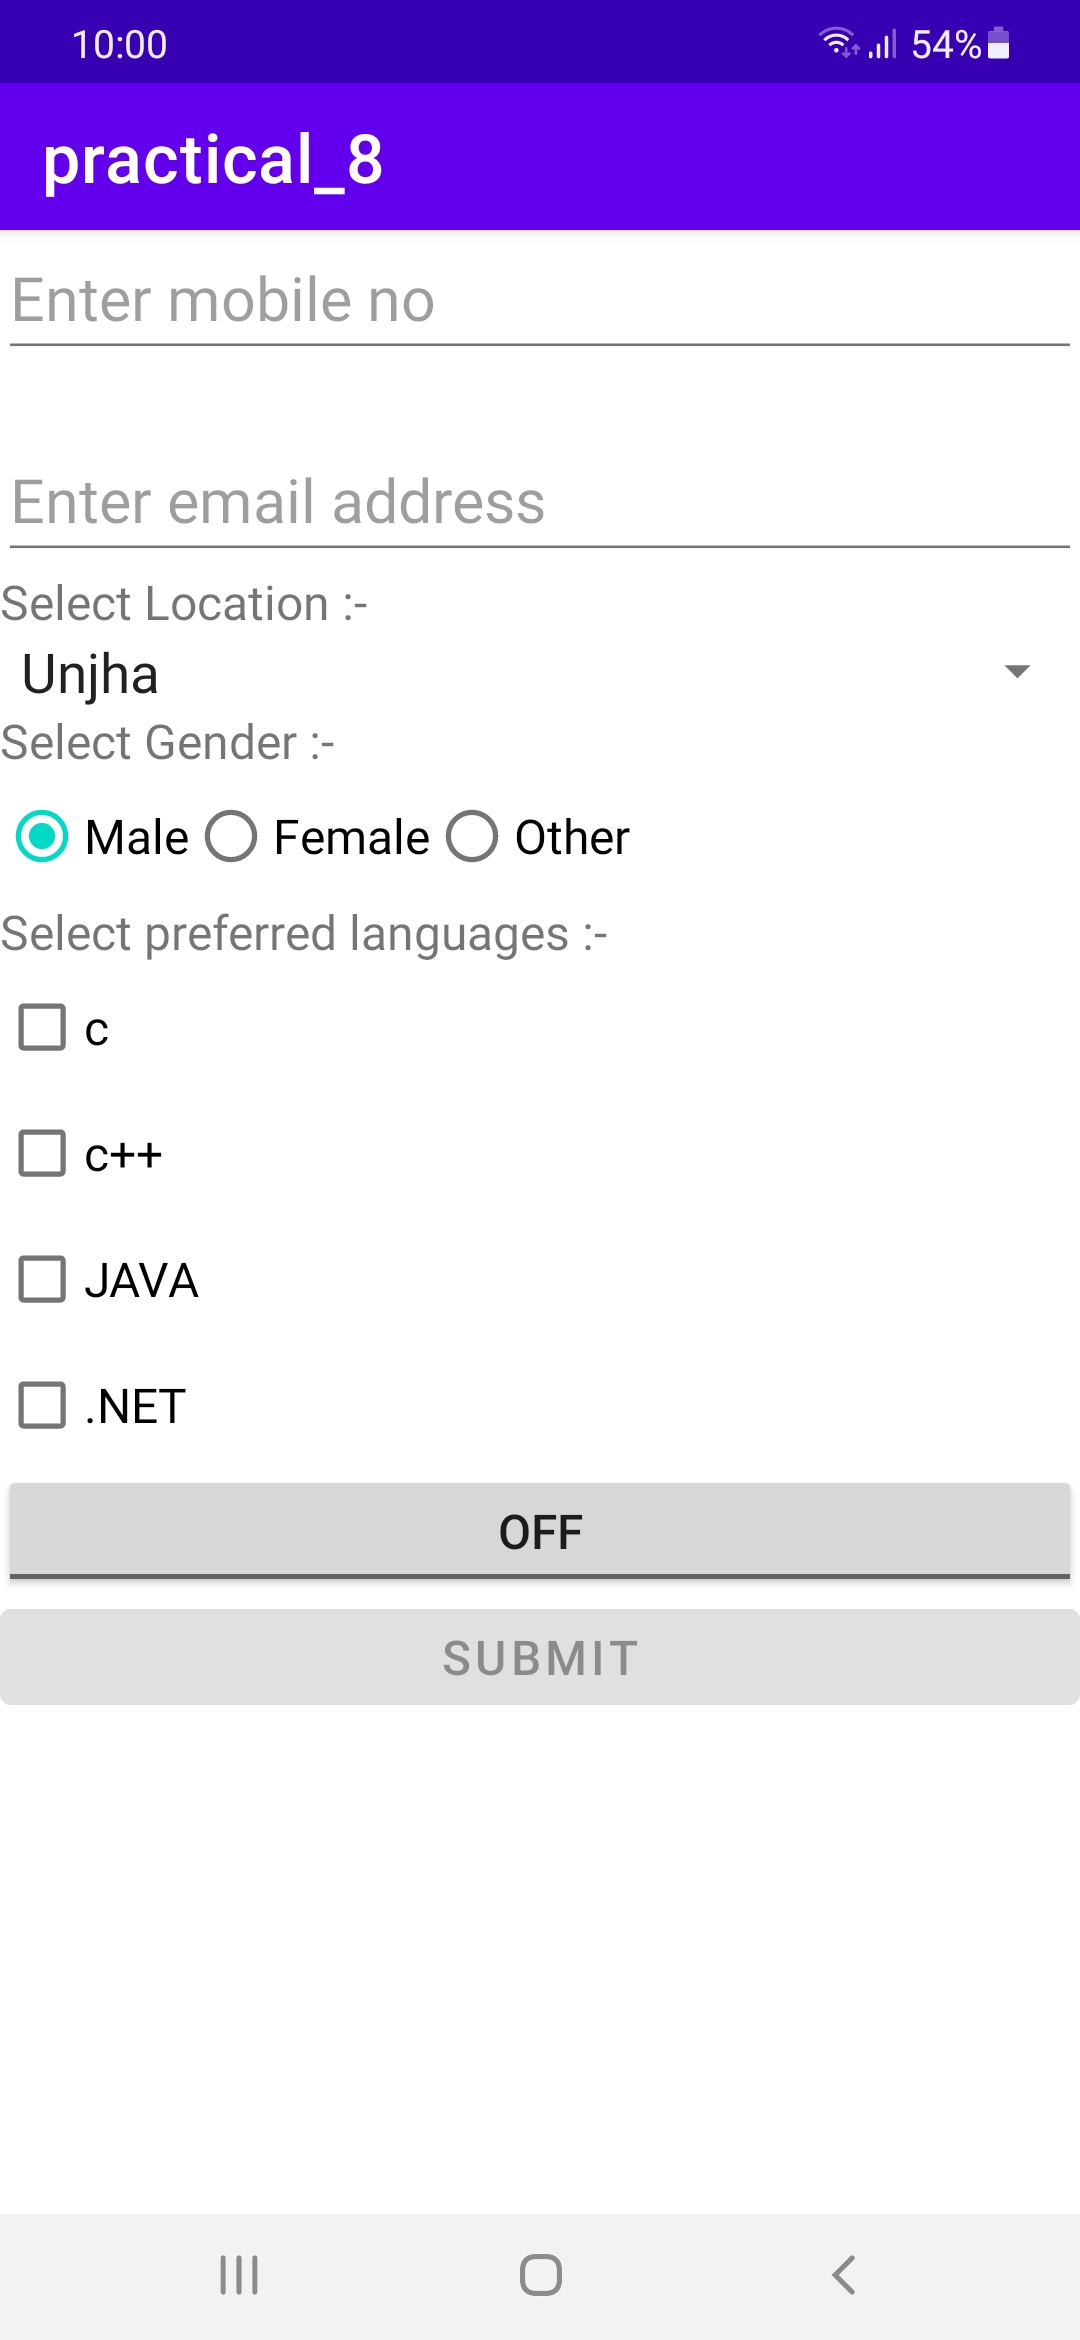 10:00 54%
practical_8
Enter mobile no
Enter email address
Select Location :-
Unjha
Select Gender :-
Male Female Other
Select preferred languages :-
c
c++
JAVA
.NET
OFF
SUBMIT